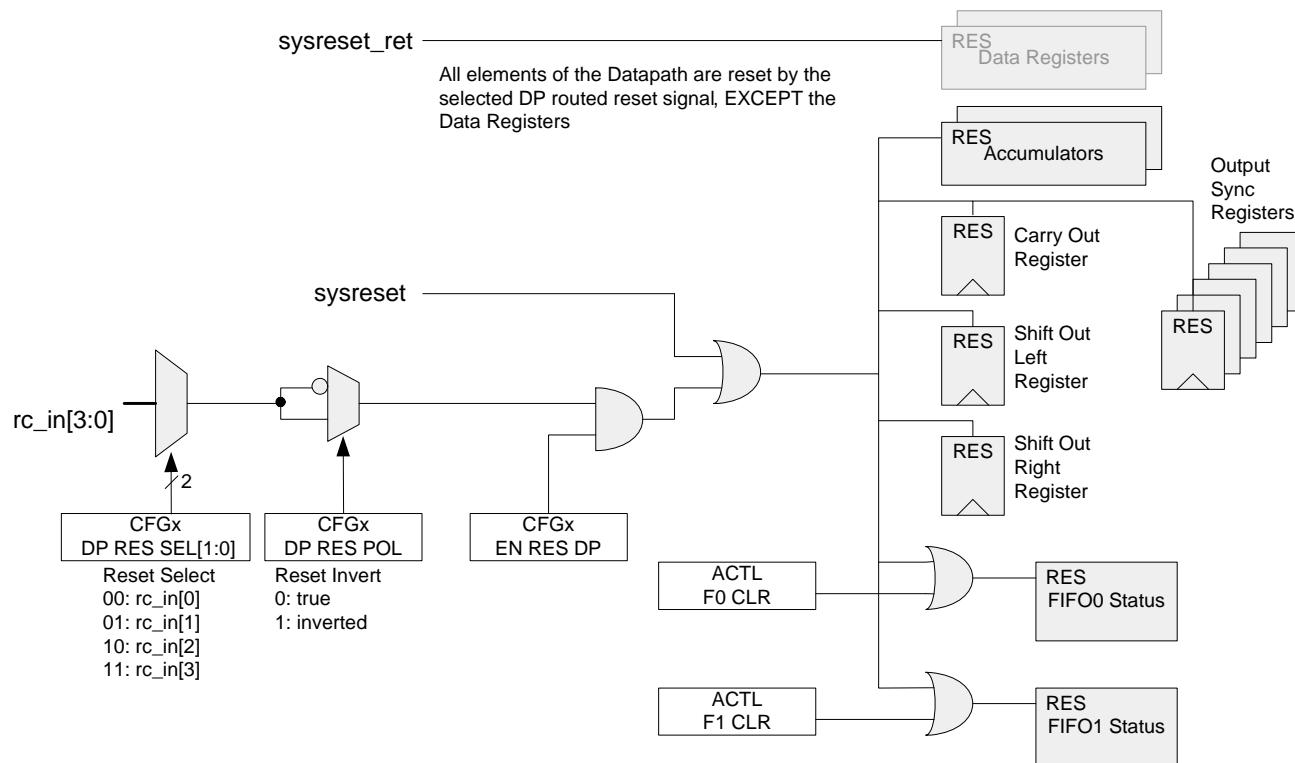 sysreset_ret
RES
Data Registers
All elements of the Datapath are reset by the
selected DP routed reset signal, EXCEPT the
Data Registers
RES
Accumulators
Output
Sync
Registers
RES
Carry Out
Register
sysreset
RES
Shift Out
Left
Register
RES
rc_in[3:0]
RES
Shift Out
Right
Register
2
CFGx
DP RES SEL[1:0]
CFGx
DP RES POL
CFGx
EN RES DP
Reset Select
00: rc_in[0]
01: rc_in[1]
10: rc_in[2]
11: rc_in[3]
Reset Invert
0: true
1: inverted
ACTL
F0 CLR
RES
FIFO0 Status
ACTL
F1 CLR
RES
FIFO1 Status